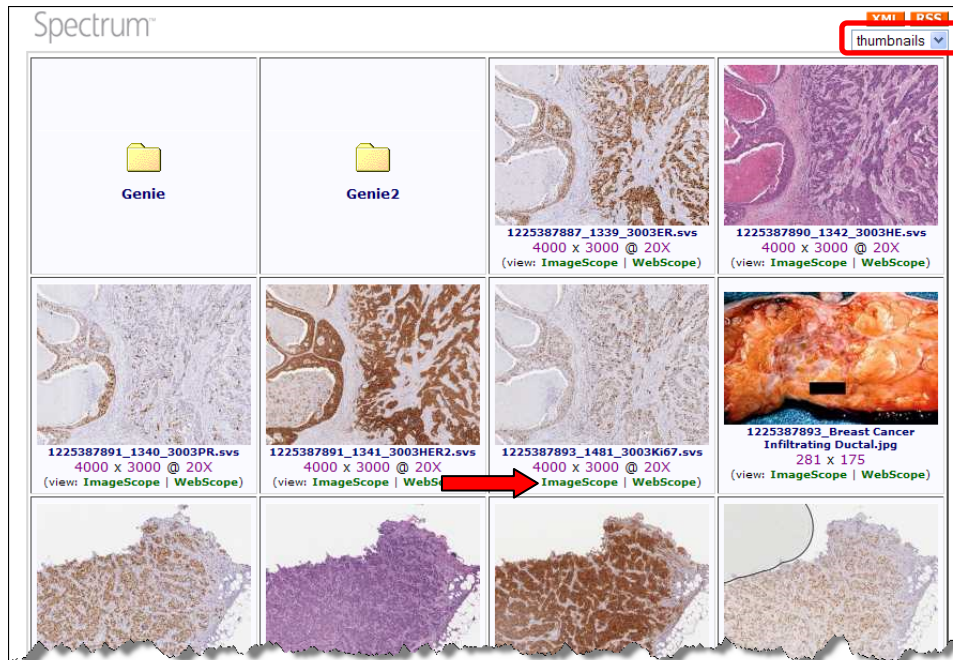 Spectrum™
XML RSS
thumbnails
Genie
Genie2
1225387887_1339_3003ER.svs
4000 x 3000 @ 20X
(view: ImageScope | WebScope)
1225387890_1342_3003HE.svs
4000 x 3000 @ 20X
(view: ImageScope | WebScope)
1225387891_1340_3003PR.svs
4000 x 3000 @ 20X
(view: ImageScope | WebScope)
1225387891_1341_3003HER2.svs
4000 x 3000 @ 20X
(view: ImageScope | WebSc
1225387893_1481_3003Ki67.svs
4000 x 3000 @ 20X
ImageScope | WebScope)
1225387893_Breast Cancer
Infiltrating Ductal.jpg
281 x 175
(view: ImageScope | WebScope)